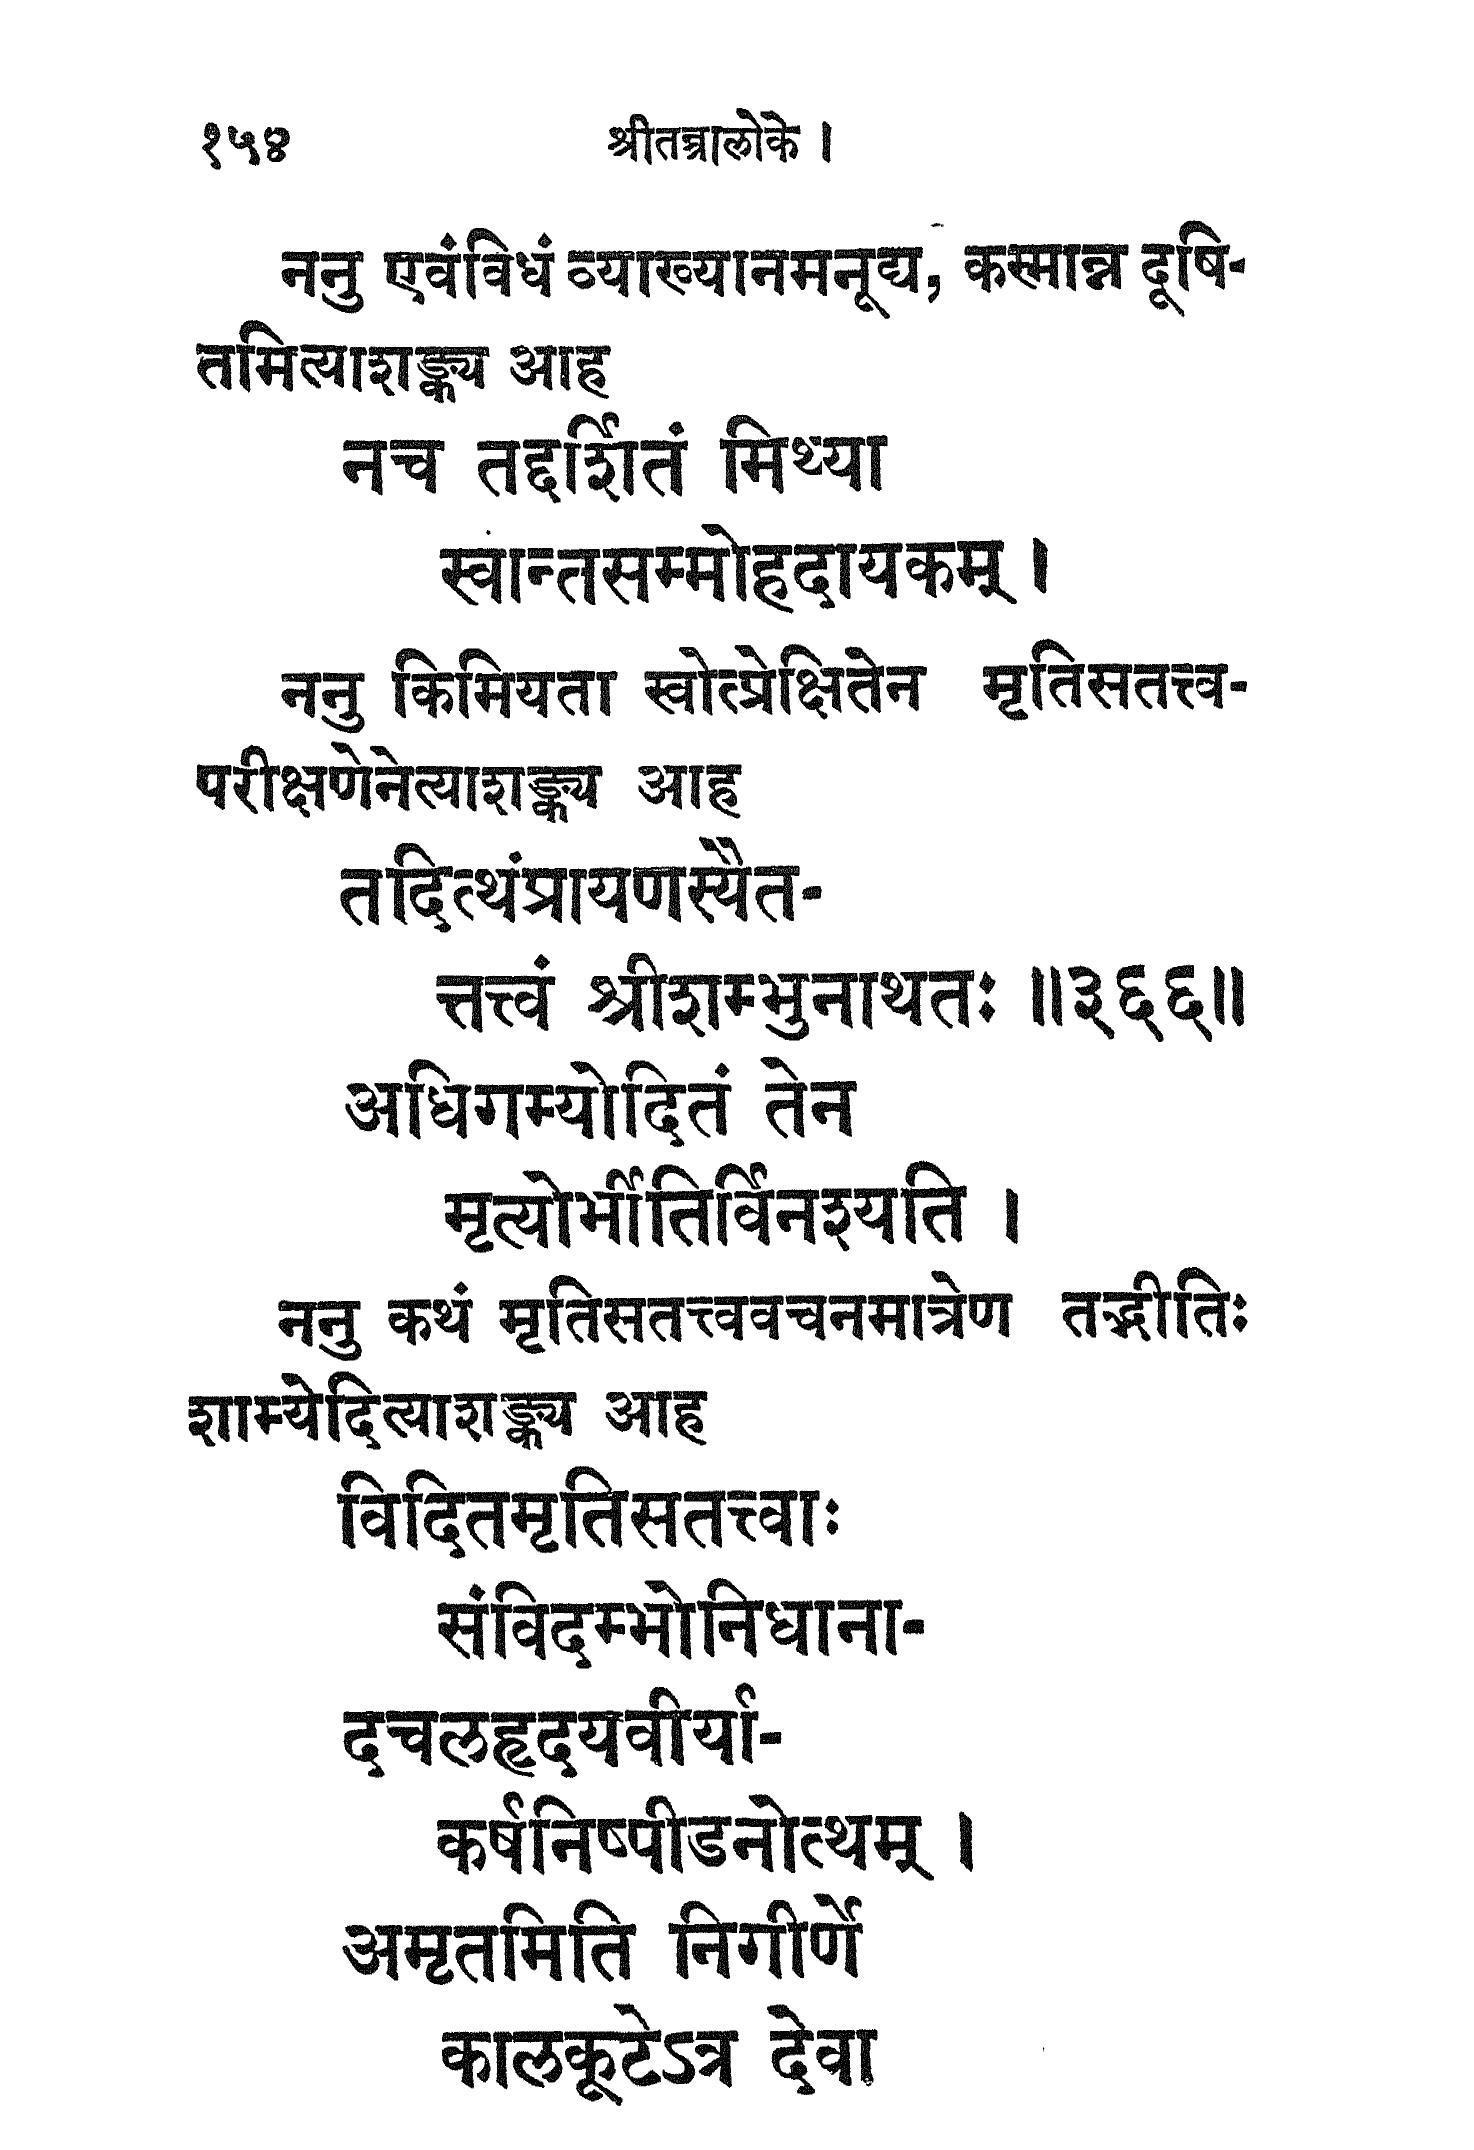 १५४ श्रीतन्त्रालोके ।
ननु एवंविधं व्याख्यानमनूद्य, कस्मान्न दूषि-
तमित्याशङ्क्य आह
नच तद्दर्शितं मिथ्या
स्वान्तसम्मोहदायकम् ।
ननु किमियता स्वोत्प्रेक्षितेन मृतिसतत्त्व-
परीक्षणेनेत्याशङ्क्य आह
तदित्थंप्रायणस्यैत-
त्तत्त्वं श्रीशम्भुनाथतः ॥३६६॥
अधिगम्योदितं तेन
मृत्योर्भीतिर्विनश्यति ।
ननु कथं मृतिसतत्त्ववचनमात्रेण तद्भीतिः
शाम्येदित्याशङ्क्य आह
विदितमृतिसतत्त्वाः
संविदम्भोनिधाना-
दचलहृदयवीर्या-
कर्षनिष्पीडनोत्थम् ।
अमृतमिति निगीर्णे
कालकूटेऽत्र देवा